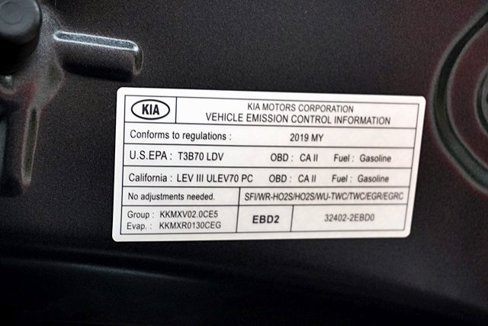 KIA
KIA MOTORS CORPORATION
VEHICLE EMISSION CONTROL INFORMATION
Conforms to regulations : 2019 MY
U.S.EPA : T3B70 LDV OBD : CA II Fuel : Gasoline
California : LEV III ULEV70 PC OBD : CA II Fuel : Gasoline
No adjustments needed. SFI/WR-HO2S/HO2S/WU-TWC/TWC/EGR/EGRC
Group : KKMXV02.0CE5 EBD2 32402-2EBD0
Evap. : KKMXR0130CEG